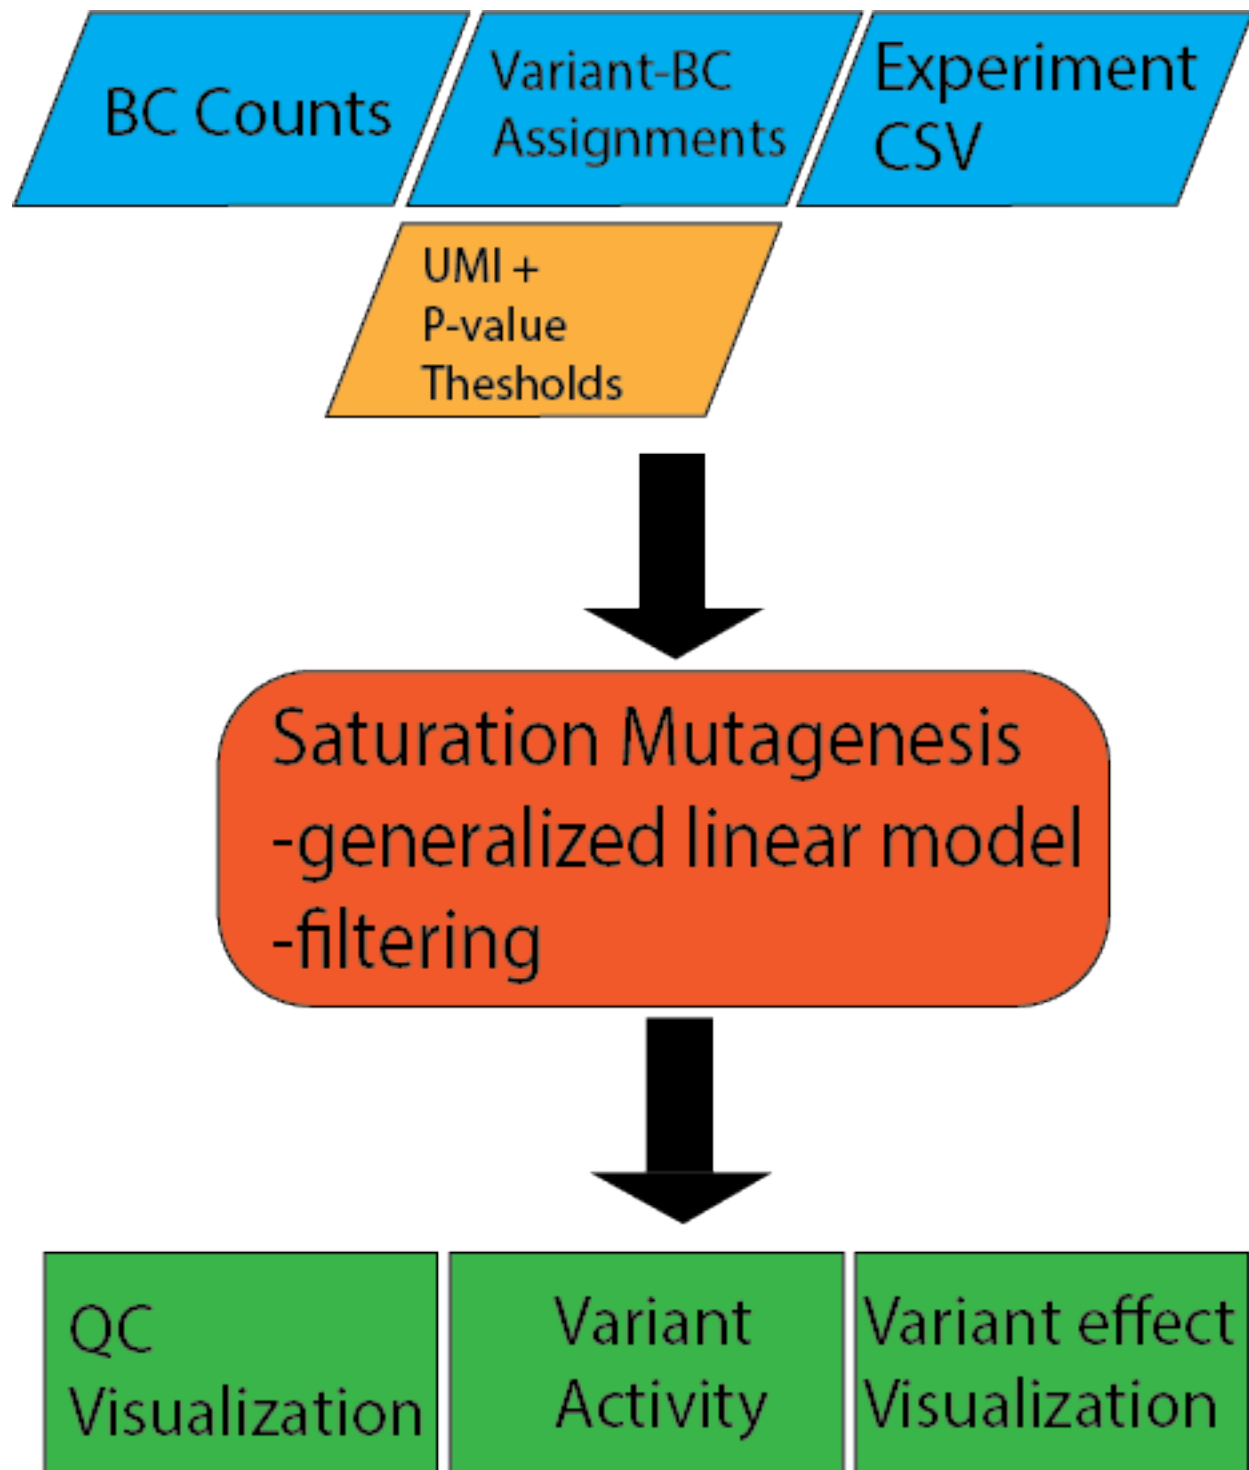 BC Counts
Variant-BC
Assignments
Experiment
CSV
UMI +
P-value
Thesholds
Saturation Mutagenesis
-generalized linear model
-filtering
QC
Visualization
Variant
Activity
Variant effect
Visualization